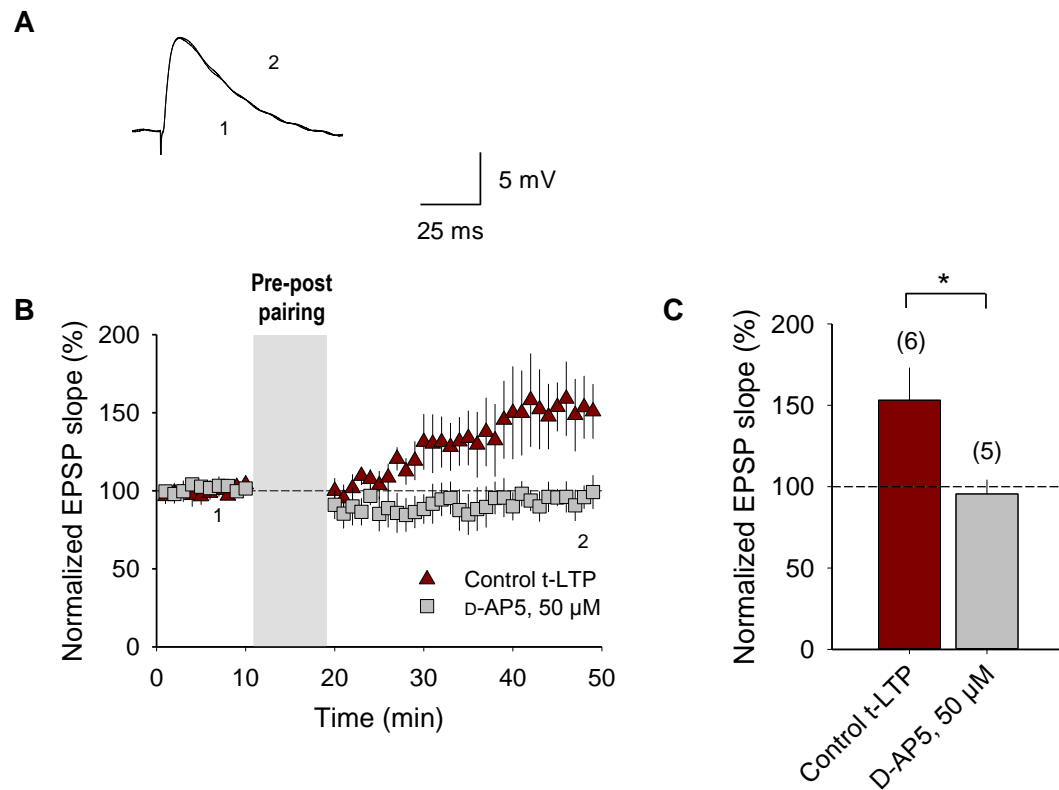 A
2
1
5 mV
25 ms
B
Pre-post
pairing
Normalized EPSP slope (%)
200
150
100
50
0
1
2
Control t-LTP
D-AP5, 50 μM
0 10 20 30 40 50
Time (min)
C
*
Normalized EPSP slope (%)
200
150
100
50
0
(6)
(5)
Control t-LTP
D-AP5, 50 μM